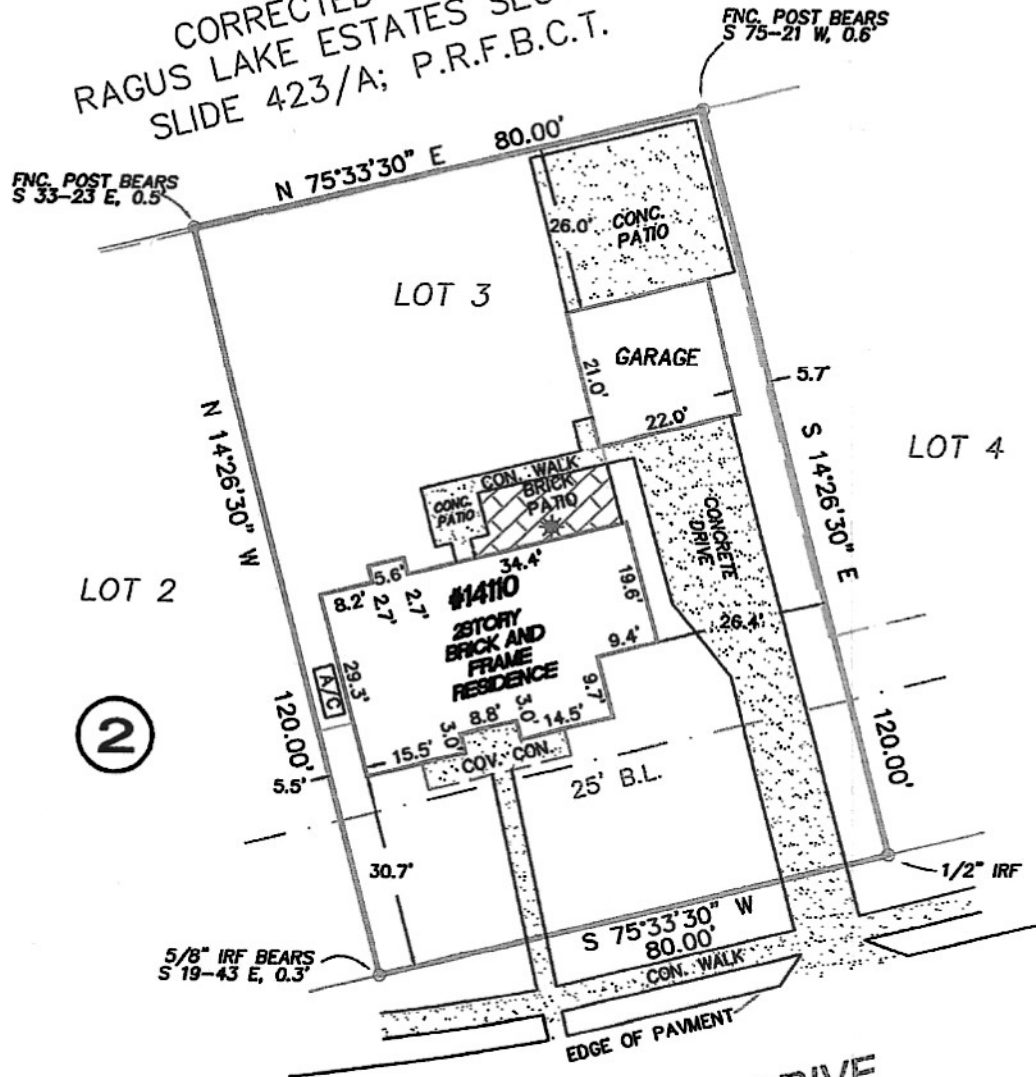 CORRECTED
RAGUS LAKE ESTATES
SLIDE 423/A; P.R.F.B.C.T.
FNC. POST BEARS
S 75-21 W, 0.6'
FNC. POST BEARS
S 33-23 E, 0.5'
N 75°33'30" E 80.00'
26.0'
CONC.
PATIO
LOT 3
GARAGE
21.0'
22.0'
5.7'
N 14°26'30" W
120.00'
S 14°26'30" E
120.00'
LOT 4
LOT 2
CON. WALK
BRICK
PATIO
CONC.
PATIO
CONCRETE
DRIVE
8.2'
5.6'
2.7'
2.7'
34.4'
19.6'
#14110
2STORY
BRICK AND
FRAME
RESIDENCE
26.4'
9.4'
9.7'
A/C
29.3'
2
15.5'
3.0'
8.8'
3.0'
14.5'
COV. CON.
5.5'
25' B.L.
30.7'
1/2" IRF
5/8" IRF BEARS
S 19-43 E, 0.3'
S 75°33'30" W
80.00'
CON. WALK
EDGE OF PAVMENT
DRIVE